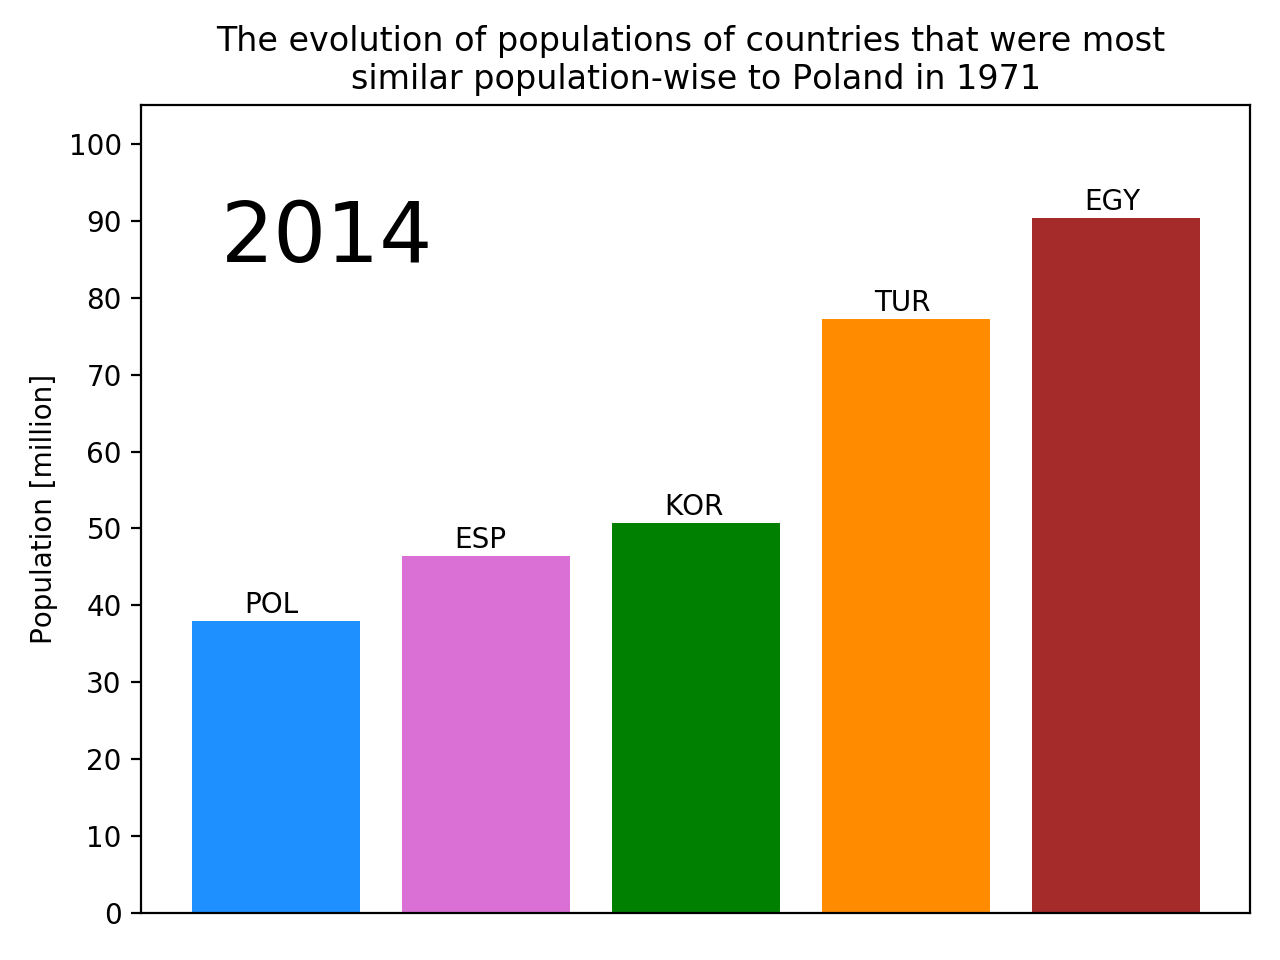 The evolution of populations of countries that were most
similar population-wise to Poland in 1971
100
90
80
70
60
50
40
30
20
10
0
Population [million]
2014
POL
ESP
KOR
TUR
EGY